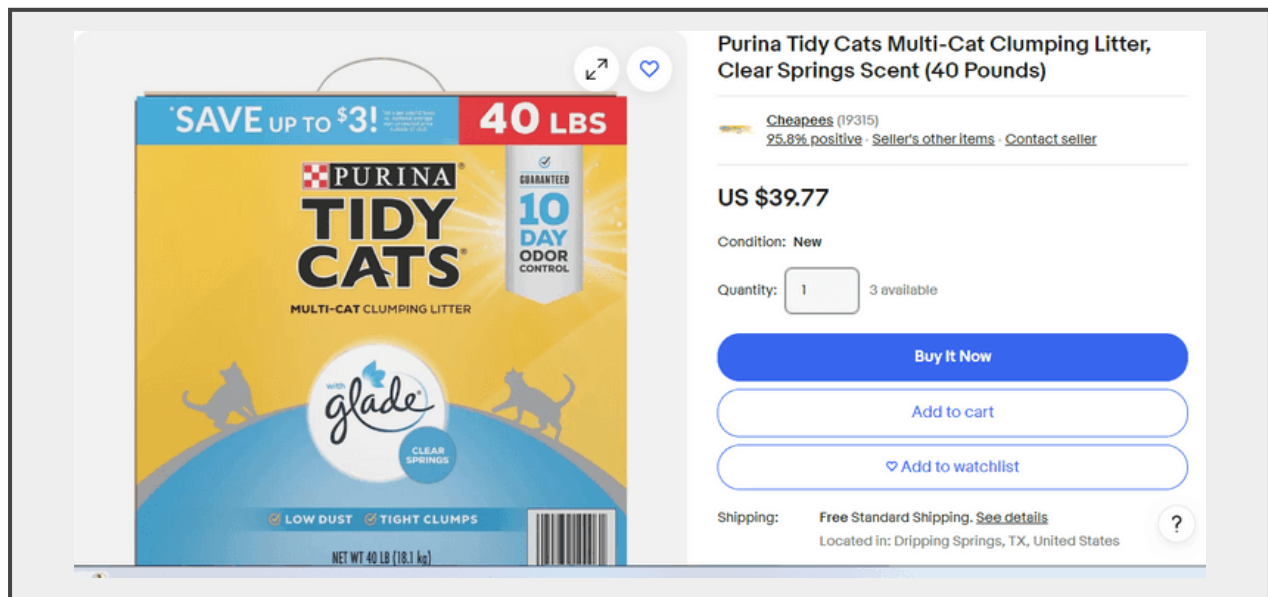 Purina Tidy Cats Multi-Cat Clumping Litter,
Clear Springs Scent (40 Pounds)
Cheapees (19315)
95.8% positive · Seller's other items · Contact seller
US $39.77
Condition: New
Quantity: 1 3 available
Buy It Now
Add to cart
Add to watchlist
Shipping: Free Standard Shipping. See details
Located in: Dripping Springs, TX, United States
?
*SAVE UP TO $3!
40 LBS
PURINA®
TIDY
CATS®
MULTI-CAT CLUMPING LITTER
GUARANTEED
10
DAY
ODOR
CONTROL
with
glade®
CLEAR
SPRINGS
LOW DUST TIGHT CLUMPS
NET WT 40 LB (18.1 kg)